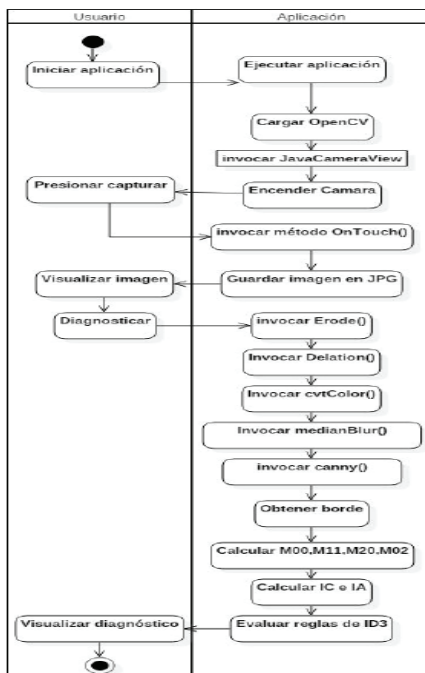 Usuario
Aplicación
Iniciar aplicación
Ejecutar aplicación
Cargar OpenCV
invocar JavaCameraView
Encender Camara
Presionar capturar
invocar método OnTouch()
Guardar imagen en JPG
Visualizar imagen
Diagnosticar
invocar Erode()
Invocar Delation()
Invocar cvtColor()
Invocar medianBlur()
invocar canny()
Obtener borde
Calcular M00,M11,M20,M02
Calcular IC e IA
Evaluar reglas de ID3
Visualizar diagnóstico